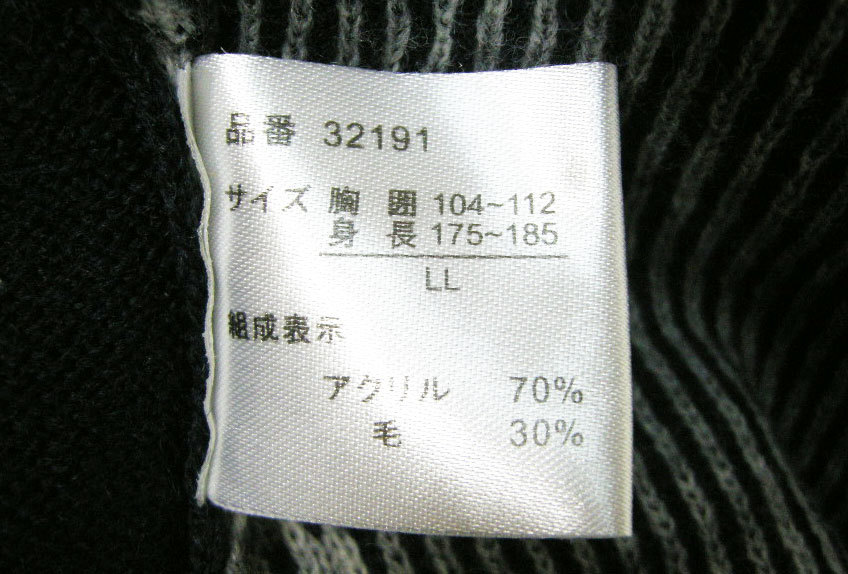 品番 32191
サイズ 胸 囲 104~112
身 長 175~185
LL
組成表示
アクリル 70%
毛 30%